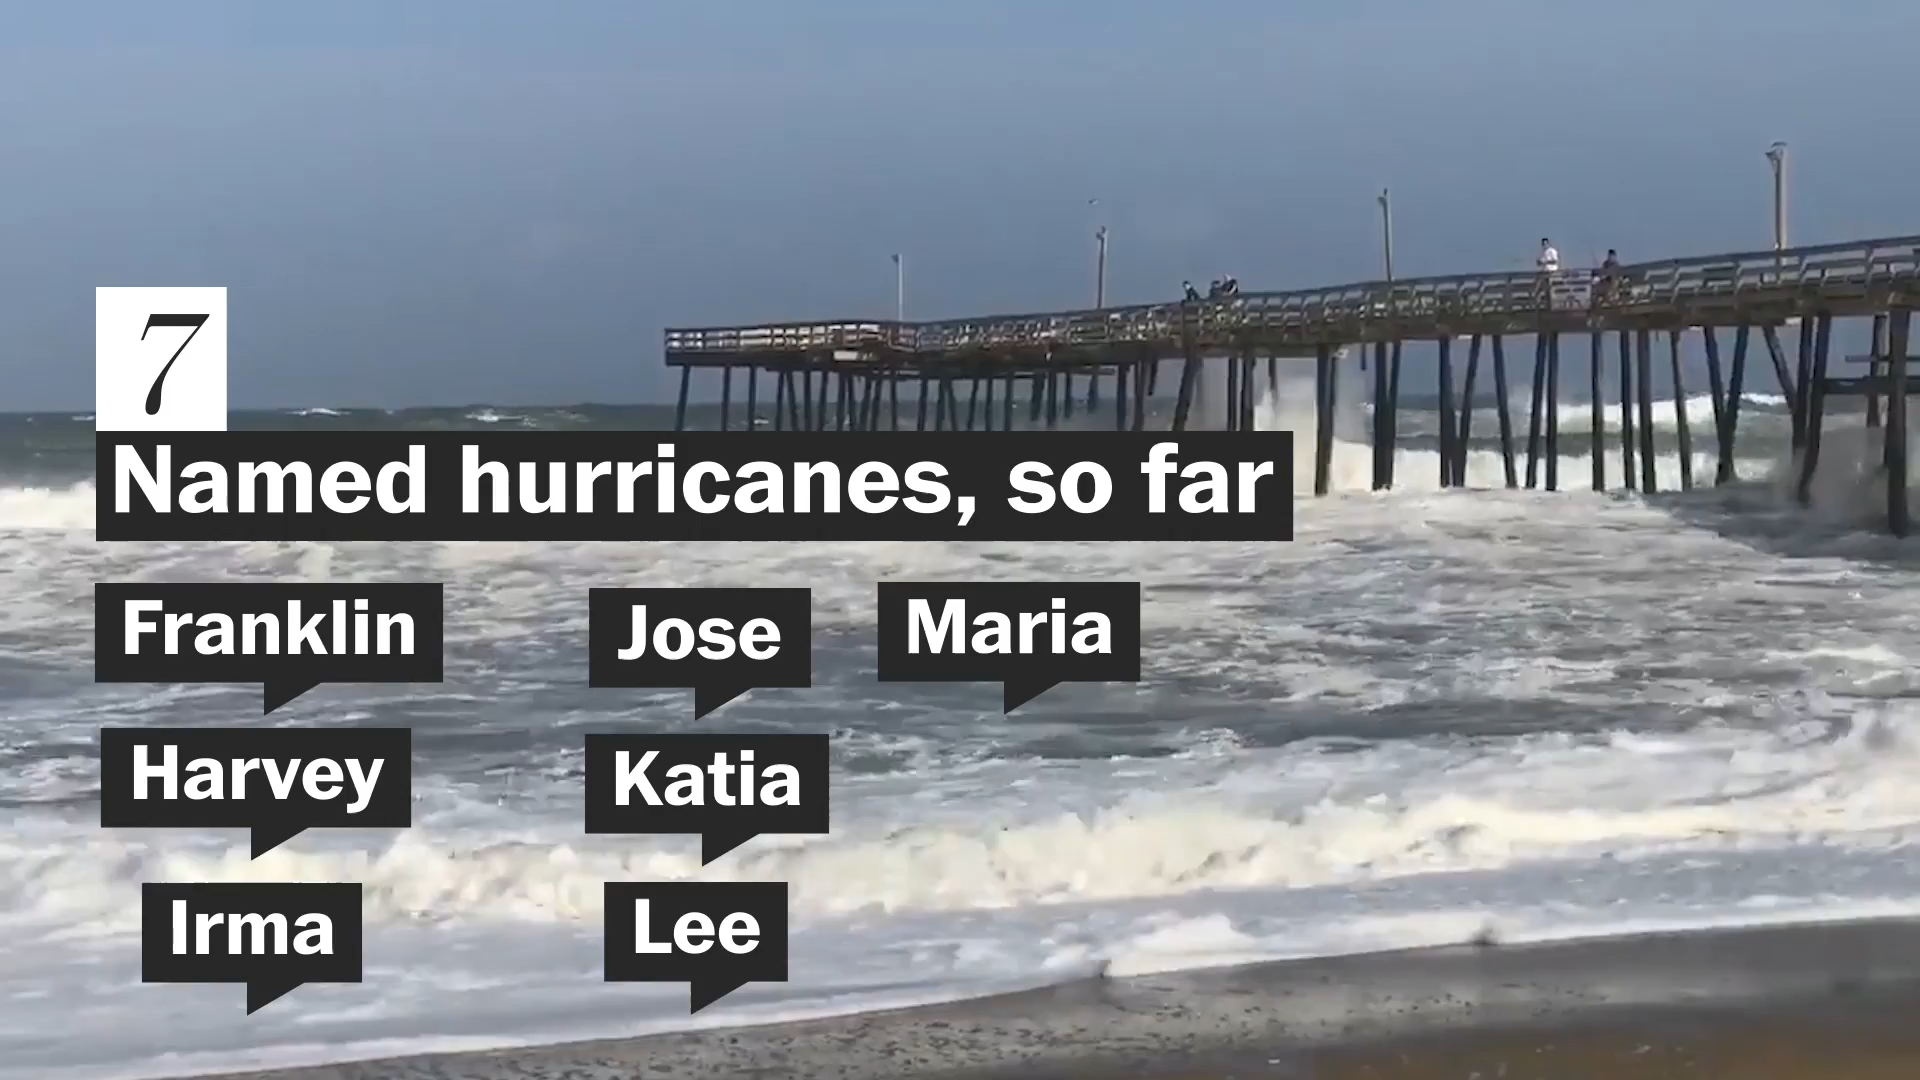 7
Named hurricanes, so far
Franklin
Harvey
Irma
Jose
Katia
Lee
Maria